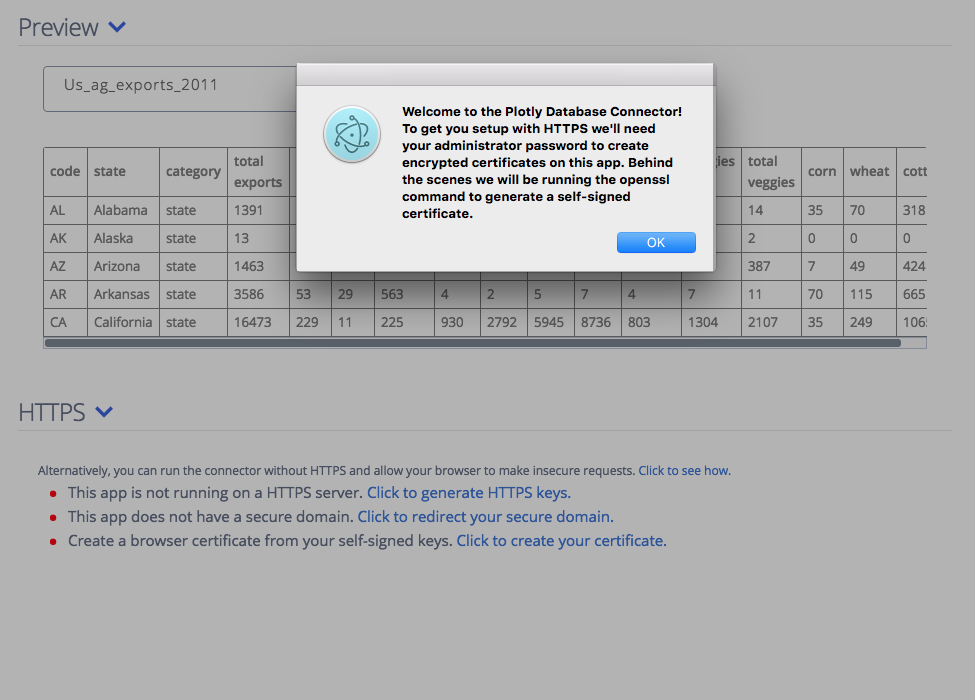 Preview
Us_ag_exports_2011
Welcome to the Plotly Database Connector!
To get you setup with HTTPS we'll need
your administrator password to create
encrypted certificates on this app. Behind
the scenes we will be running the openssl
command to generate a self-signed
certificate.
OK
code state category total exports total veggies corn wheat
AL Alabama state 1391 14 35 70 318
AK Alaska state 13 2 0 0 0
AZ Arizona state 1463 387 7 49 424
AR Arkansas state 3586 53 29 563 4 2 5 7 4 7 11 70 115 665
CA California state 16473 229 11 225 930 2792 5945 8736 803 1304 2107 35 249
HTTPS
Alternatively, you can run the connector without HTTPS and allow your browser to make insecure requests. Click to see how.
This app is not running on a HTTPS server. Click to generate HTTPS keys.
This app does not have a secure domain. Click to redirect your secure domain.
Create a browser certificate from your self-signed keys. Click to create your certificate.